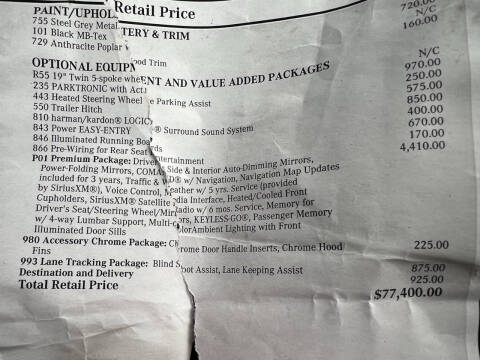 Retail Price
PAINT/UPHOL TERY & TRIM 720.00
755 Steel Grey Metal N/C
101 Black MB-Tex 160.00
729 Anthracite Poplar ood Trim
N/C
OPTIONAL EQUIP ENT AND VALUE ADDED PACKAGES
R55 19" Twin 5-spoke whe 970.00
235 PARKTRONIC with Act e Parking Assist 250.00
443 Heated Steering Wheel 575.00
550 Trailer Hitch 850.00
810 harman/kardon® LOGIC ® Surround Sound System 400.00
843 Power EASY-ENTRY 670.00
846 Illuminated Running Boa 170.00
866 Pre-Wiring for Rear Seat tertainment 4,410.00
P01 Premium Package: Driver Side & Interior Auto-Dimming Mirrors,
Power-Folding Mirrors, COMA D® w/ Navigation, Navigation Map Updates
included for 3 years, Traffic & eather w/ 5 yrs. Service (provided
by SiriusXM®), Voice Control, M dia Interface, Heated/Cooled Front
Cupholders, SiriusXM® Satellite adio w/ 6 mos. Service, Memory for
Driver's Seat/Steering Wheel/Mir ors, KEYLESS-GO®, Passenger Memory
w/ 4-way Lumbar Support, Multi-c olorAmbient Lighting with Front
Illuminated Door Sills
980 Accessory Chrome Package: Chrome Door Handle Inserts, Chrome Hood 225.00
Fins
993 Lane Tracking Package: Blind Spot Assist, Lane Keeping Assist 875.00
Destination and Delivery 925.00
Total Retail Price $77,400.00